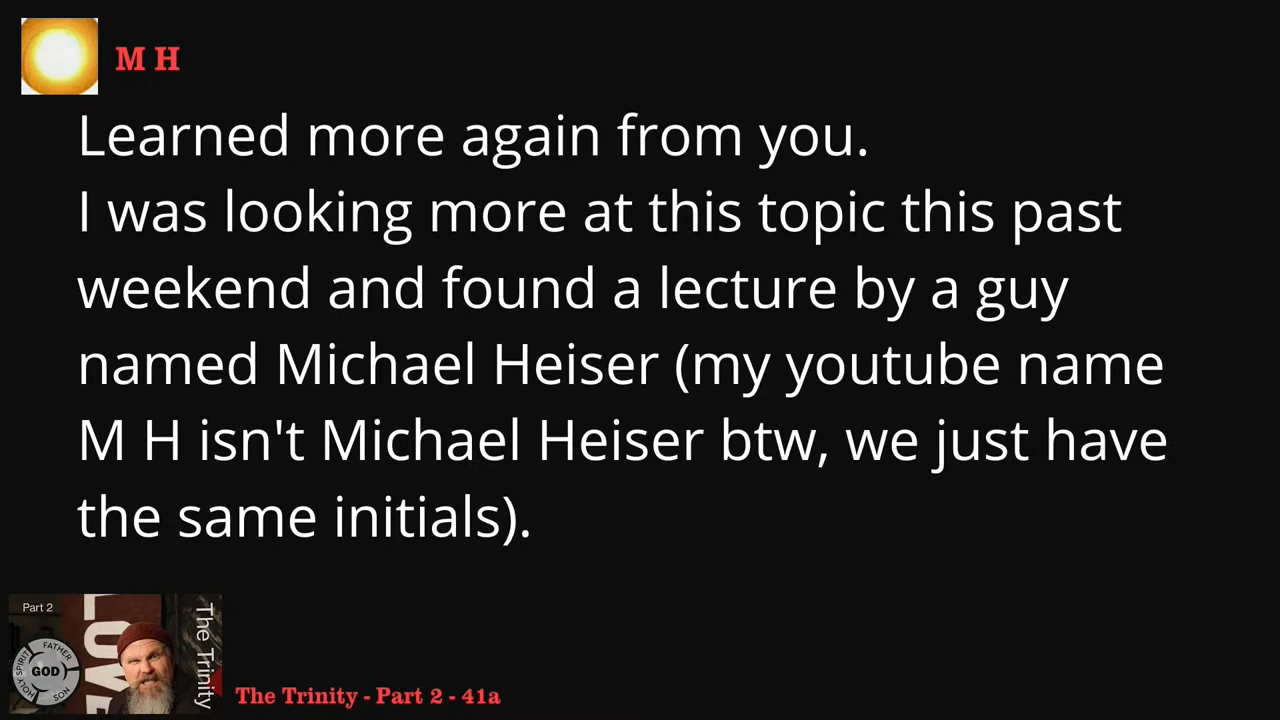 M H
Learned more again from you.
I was looking more at this topic this past
weekend and found a lecture by a guy
named Michael Heiser (my youtube name
M H isn't Michael Heiser btw, we just have
the same initials).
Part 2
LOVE
The Trinity
FATHER
SON
HOLY SPIRIT
GOD
The Trinity - Part 2 - 41a